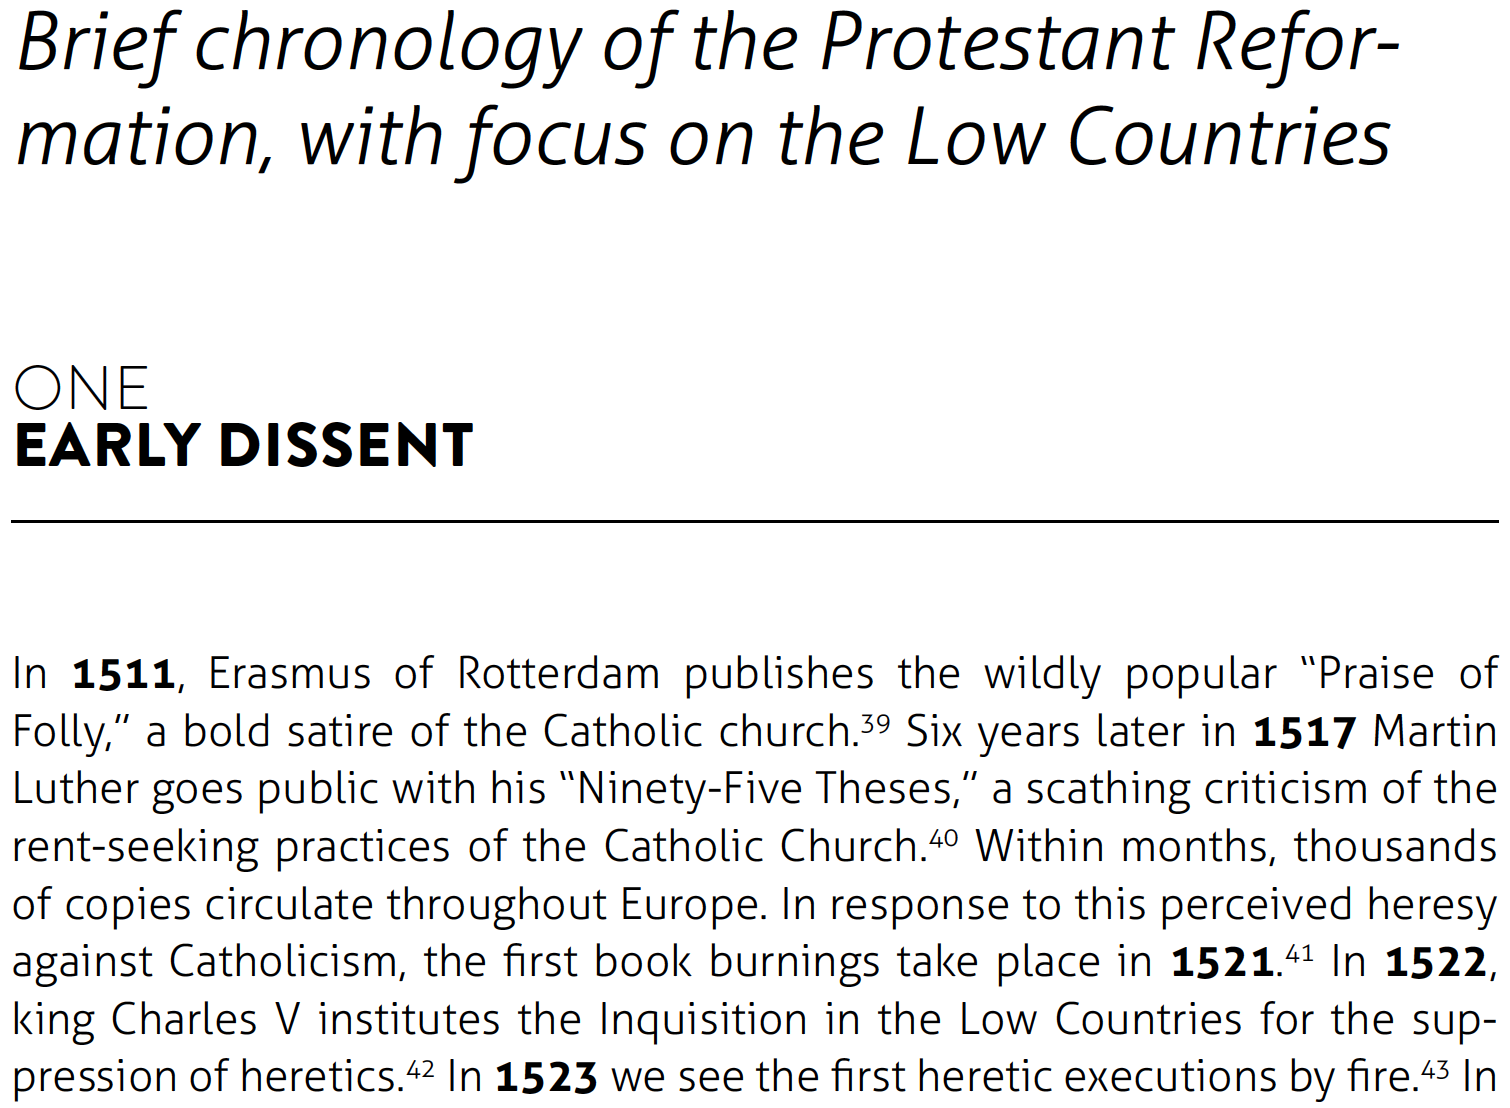 Brief chronology of the Protestant Refor-
mation, with focus on the Low Countries
ONE
EARLY DISSENT
In 1511, Erasmus of Rotterdam publishes the wildly popular “Praise of
Folly,” a bold satire of the Catholic church.³⁹ Six years later in 1517 Martin
Luther goes public with his “Ninety-Five Theses,” a scathing criticism of the
rent-seeking practices of the Catholic Church.⁴⁰ Within months, thousands
of copies circulate throughout Europe. In response to this perceived heresy
against Catholicism, the first book burnings take place in 1521.⁴¹ In 1522,
king Charles V institutes the Inquisition in the Low Countries for the sup-
pression of heretics.⁴² In 1523 we see the first heretic executions by fire.⁴³ In